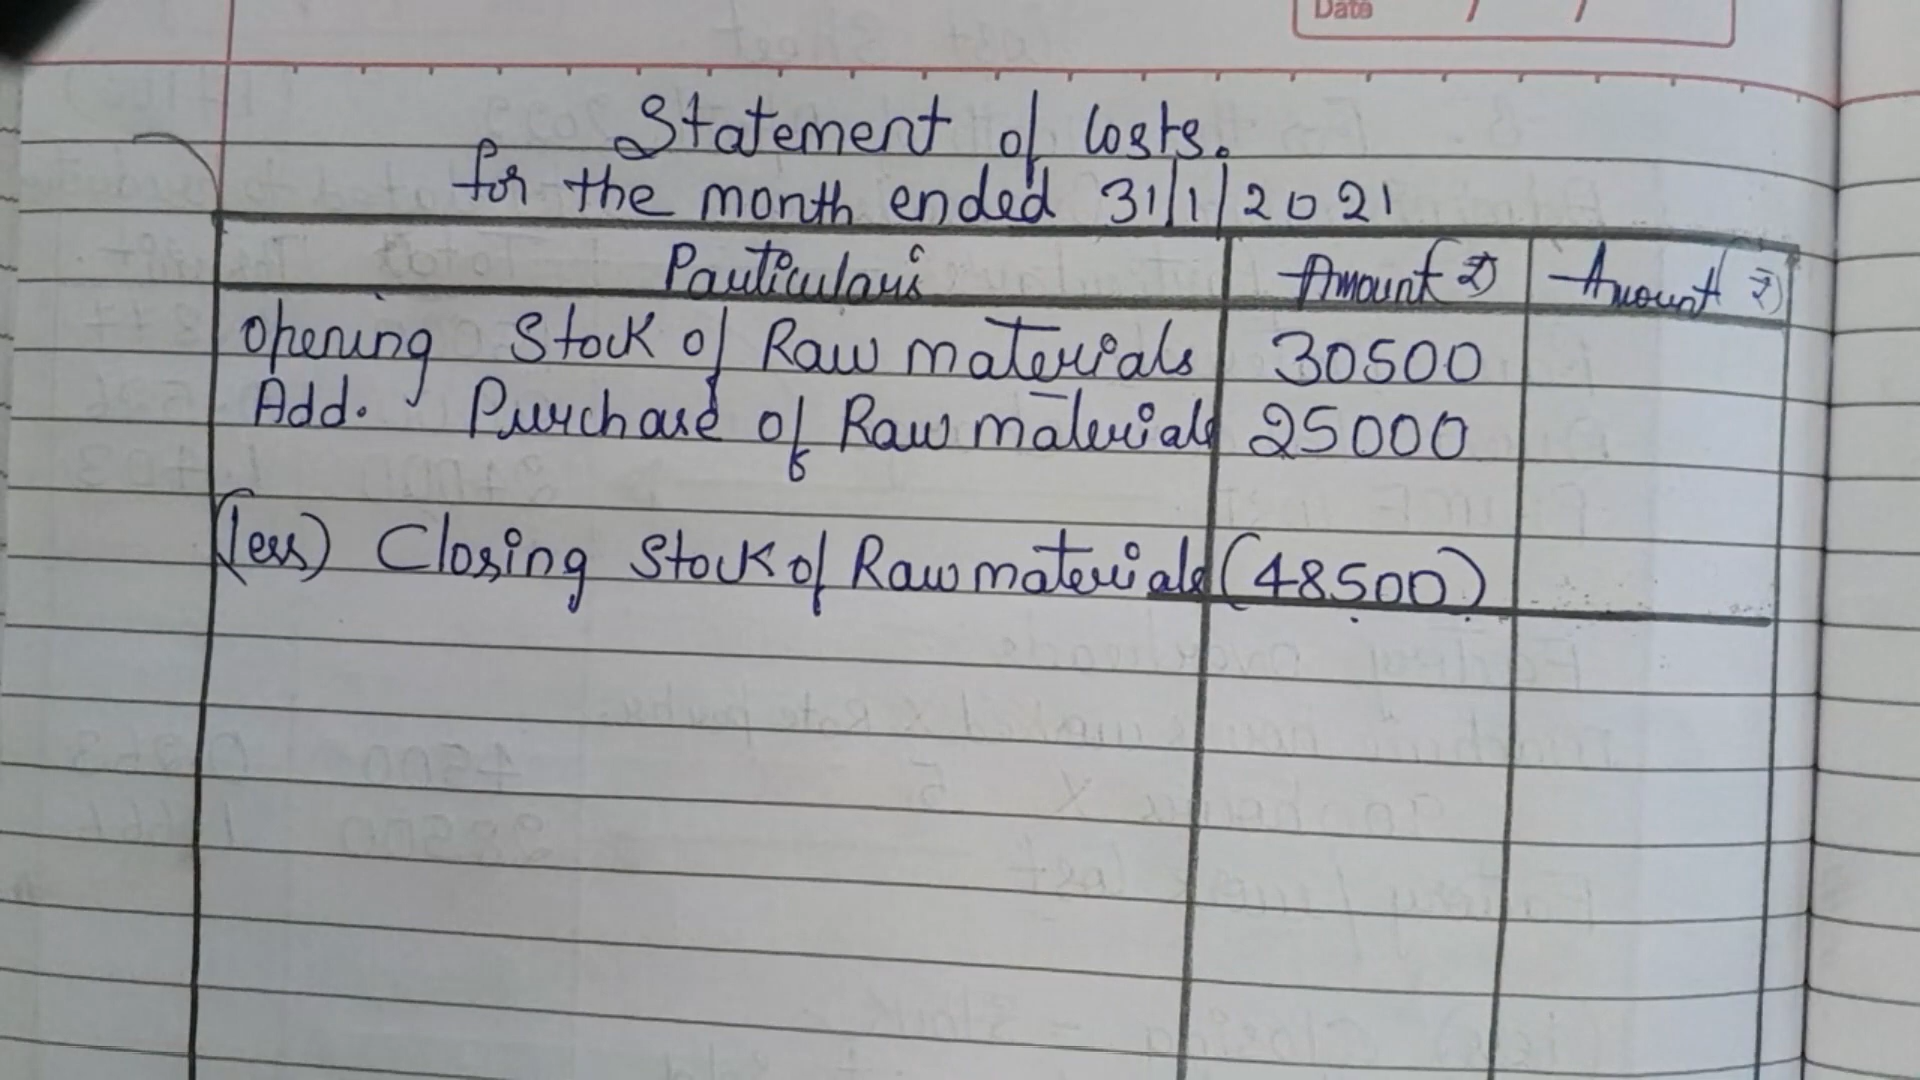 Date / /
Statement of Costs.
for the month ended 31/1/2021
Particulars Amount (₹) Amount (₹)
Opening Stock of Raw materials 30500
Add. Purchase of Raw materials 25000
(less) Closing Stock of Raw materials (48500)